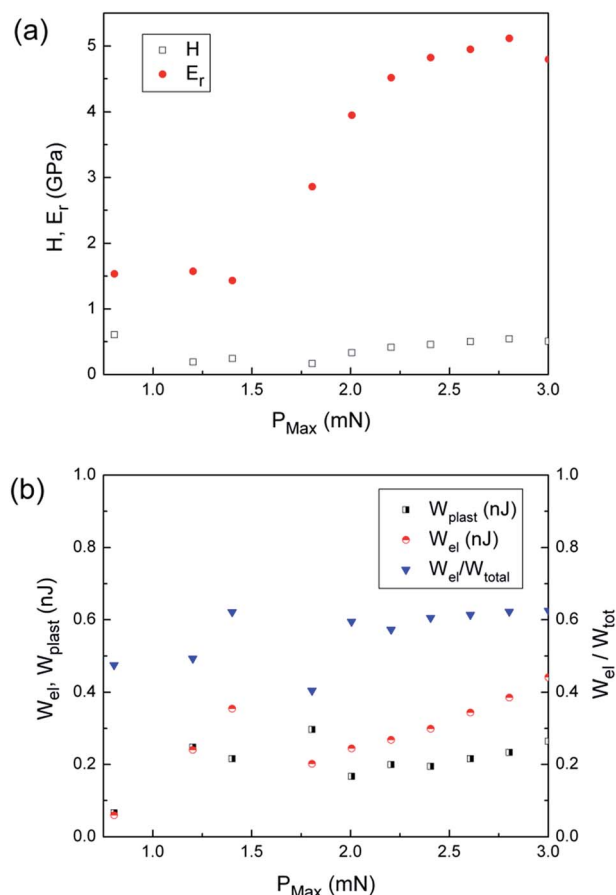 (a)
H
E_r
5
4
3
2
1
0
H, E_r (GPa)
1.0 1.5 2.0 2.5 3.0
P_Max (mN)
(b)
W_plast (nJ)
W_el (nJ)
W_el/W_total
1.0 1.0
0.8 0.8
0.6 0.6
0.4 0.4
0.2 0.2
0.0 0.0
W_el, W_plast (nJ)
W_el / W_tot
1.0 1.5 2.0 2.5 3.0
P_Max (mN)